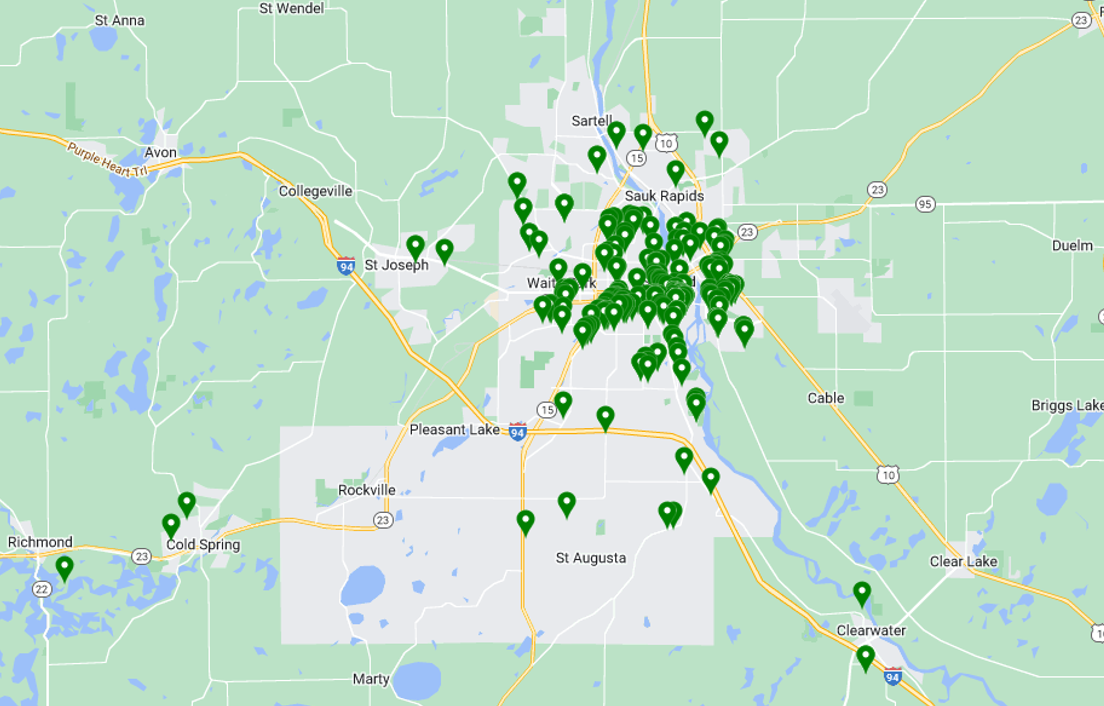 St Wendel
St Anna
23
Sartell
10
Avon
Purple Heart Trl
15
23
Collegeville
Sauk Rapids
95
23
Duelm
94
St Joseph
Cable
Briggs Lake
15
Pleasant Lake
94
10
Rockville
23
Richmond
Cold Spring
23
St Augusta
Clear Lake
22
Clearwater
94
Marty